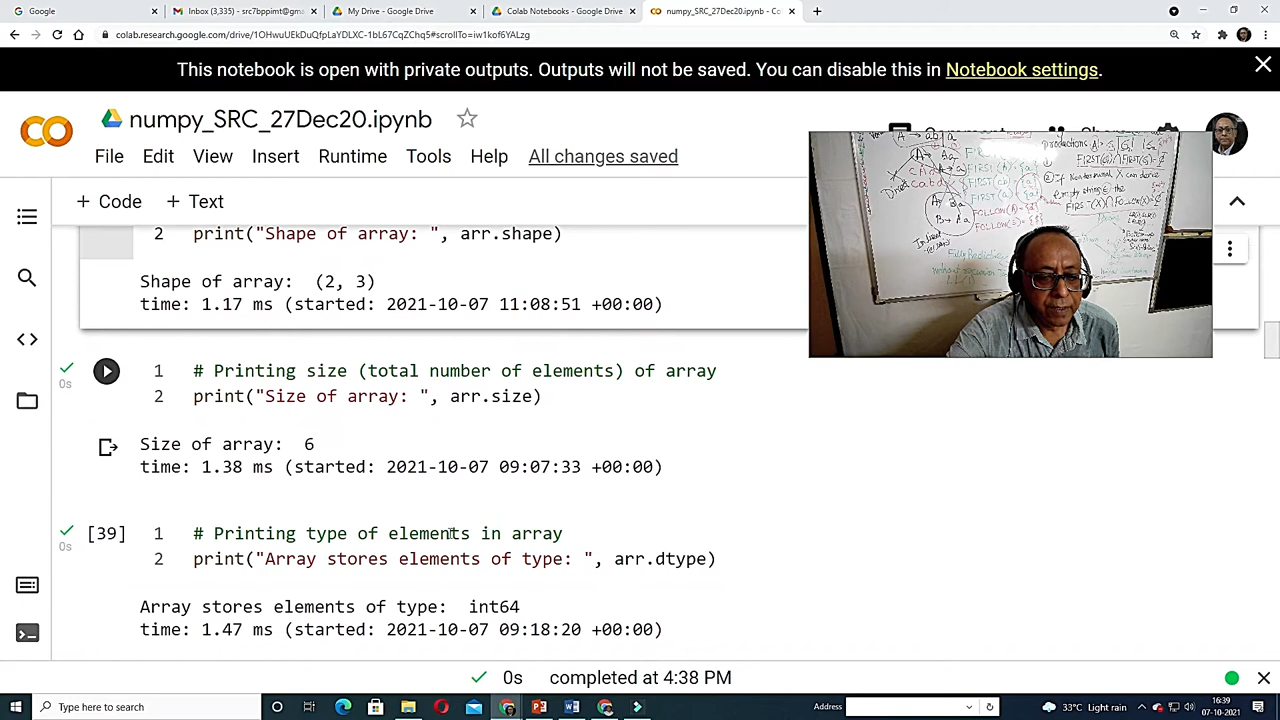 Google
Inbox (3,335) - src7bppimt@gma
My Drive - Google Drive
Colab Notebooks - Google Drive
numpy_SRC_27Dec20.ipynb - Co
colab.research.google.com/drive/1OHwuUEkDuQfpLaYDLXC-1bL67CqZChq5#scrollTo=iw1kof6YALzg
This notebook is open with private outputs. Outputs will not be saved. You can disable this in Notebook settings.
numpy_SRC_27Dec20.ipynb
File Edit View Insert Runtime Tools Help All changes saved
+ Code + Text
2 print("Shape of array: ", arr.shape)
Shape of array:  (2, 3)
time: 1.17 ms (started: 2021-10-07 11:08:51 +00:00)
0s
1 # Printing size (total number of elements) of array
2 print("Size of array: ", arr.size)
Size of array:  6
time: 1.38 ms (started: 2021-10-07 09:07:33 +00:00)
0s
[39] 1 # Printing type of elements in array
2 print("Array stores elements of type: ", arr.dtype)
Array stores elements of type:  int64
time: 1.47 ms (started: 2021-10-07 09:18:20 +00:00)
0s completed at 4:38 PM
Type here to search
Address
33°C Light rain
16:39
07-10-2021